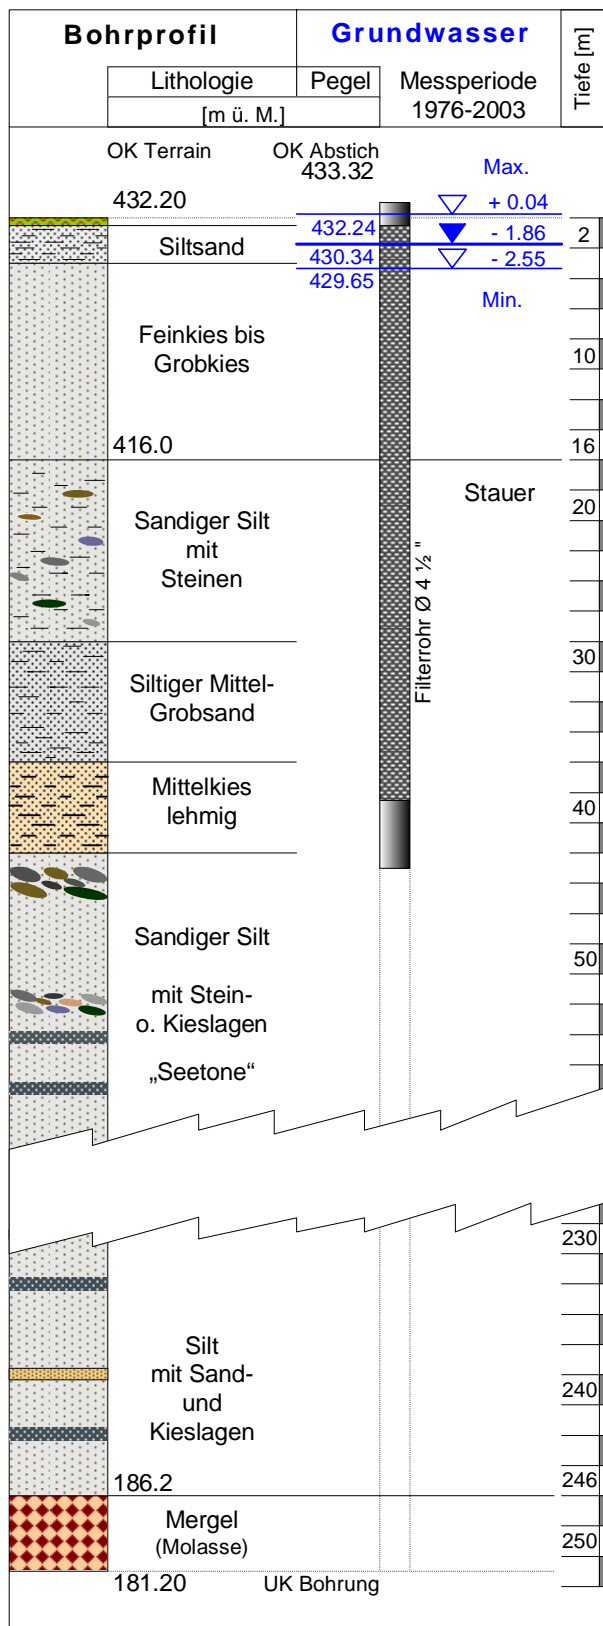 Bohrprofil
Grundwasser
Tiefe [m]
Lithologie
Pegel
Messperiode
1976-2003
[m ü. M.]
OK Terrain
OK Abstich
433.32
Max.
432.20
+ 0.04
432.24
- 1.86
2
Siltsand
430.34
- 2.55
429.65
Min.
Feinkies bis
Grobkies
10
416.0
16
Stauer
20
Sandiger Silt
mit
Steinen
Filterrohr Ø 4 ½ "
30
Siltiger Mittel-
Grobsand
Mittelkies
lehmig
40
Sandiger Silt
50
mit Stein-
o. Kieslagen
„Seetone“
230
Silt
mit Sand-
und
Kieslagen
240
186.2
246
Mergel
(Molasse)
250
181.20
UK Bohrung